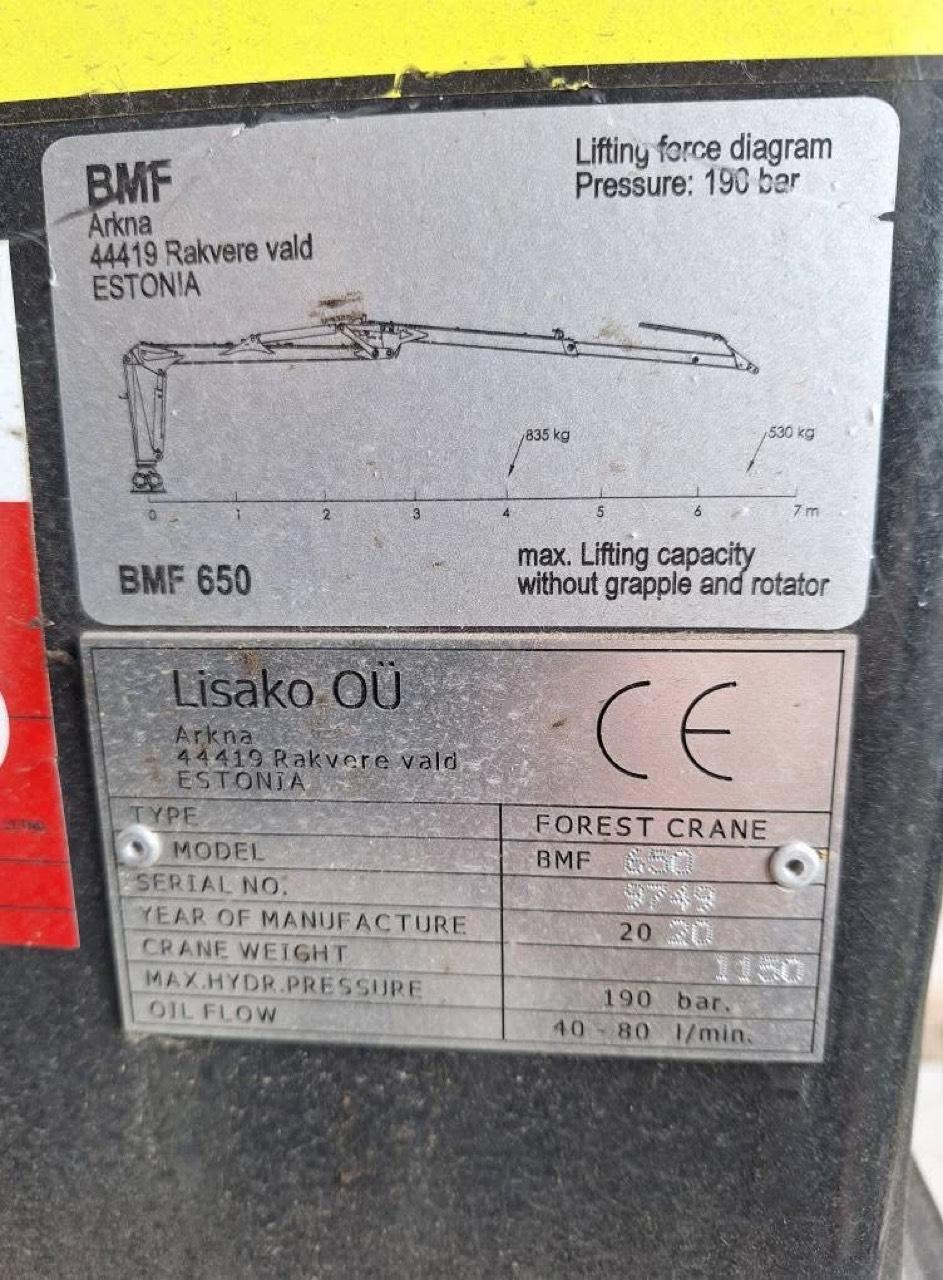 BMF
Arkna
44419 Rakvere vald
ESTONIA
Lifting force diagram
Pressure: 190 bar
835 kg
530 kg
0 1 2 3 4 5 6 7 m
BMF 650
max. Lifting capacity
without grapple and rotator
Lisako OÜ
Arkna
44419 Rakvere vald
ESTONIA
CE
TYPE FOREST CRANE
MODEL BMF 650
SERIAL NO. 9749
YEAR OF MANUFACTURE 20 20
CRANE WEIGHT 1150
MAX.HYDR.PRESSURE 190 bar.
OIL FLOW 40 - 80 l/min.